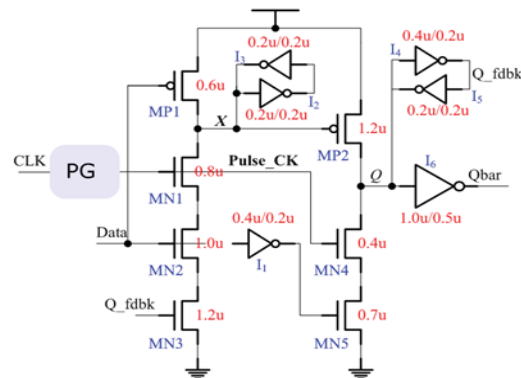 0.4u/0.2u
0.2u/0.2u
I4
I3
Q_fdbk
I2
I5
0.6u
0.2u/0.2u
0.2u/0.2u
MP1
X
1.2u
MP2
CLK
PG
Pulse_CK
Q
I6
Qbar
0.8u
MN1
1.0u/0.5u
Data
0.4u/0.2u
1.0u
0.4u
MN2
I1
MN4
Q_fdbk
1.2u
0.7u
MN3
MN5